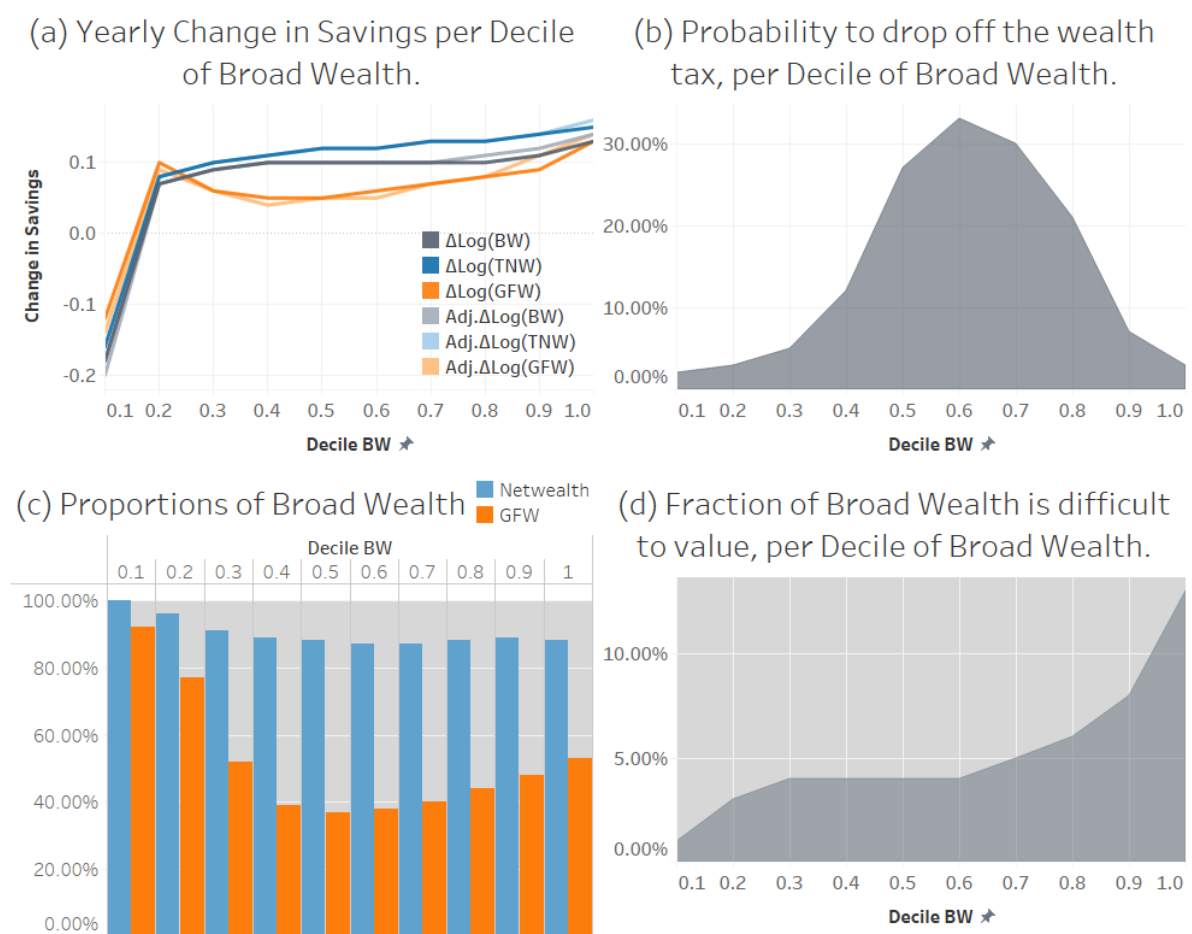 (a) Yearly Change in Savings per Decile
of Broad Wealth.
Change in Savings
0.1
0.0
-0.1
-0.2
ΔLog(BW)
ΔLog(TNW)
ΔLog(GFW)
Adj.ΔLog(BW)
Adj.ΔLog(TNW)
Adj.ΔLog(GFW)
0.1 0.2 0.3 0.4 0.5 0.6 0.7 0.8 0.9 1.0
Decile BW
(b) Probability to drop off the wealth
tax, per Decile of Broad Wealth.
30.00%
20.00%
10.00%
0.00%
0.1 0.2 0.3 0.4 0.5 0.6 0.7 0.8 0.9 1.0
Decile BW
(c) Proportions of Broad Wealth
Netwealth
GFW
Decile BW
0.1 0.2 0.3 0.4 0.5 0.6 0.7 0.8 0.9 1
100.00%
80.00%
60.00%
40.00%
20.00%
0.00%
(d) Fraction of Broad Wealth is difficult
to value, per Decile of Broad Wealth.
10.00%
5.00%
0.00%
0.1 0.2 0.3 0.4 0.5 0.6 0.7 0.8 0.9 1.0
Decile BW